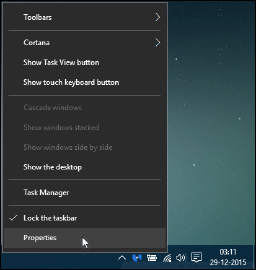 Toolbars
Cortana
Show Task View button
Show touch keyboard button
Cascade windows
Show windows stacked
Show windows side by side
Show the desktop
Task Manager
Lock the taskbar
Properties
03:11
29-12-2015